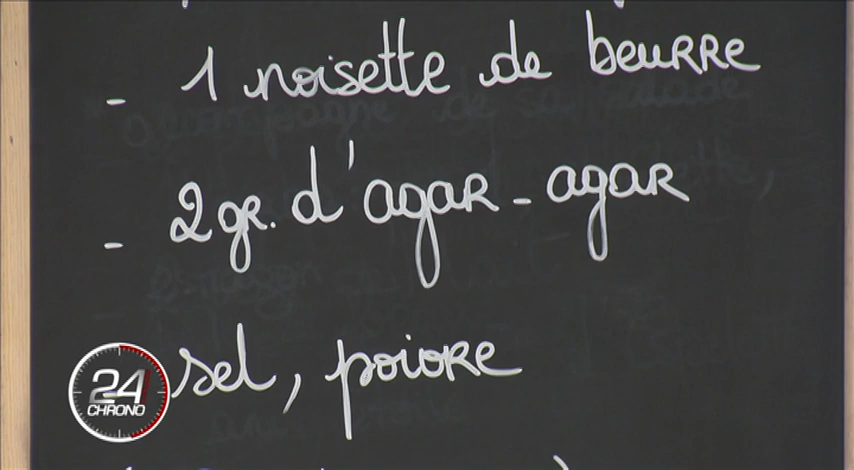 - 1 noisette de beurre
- 2 gr. d'agar-agar
sel, poivre
24
CHRONO